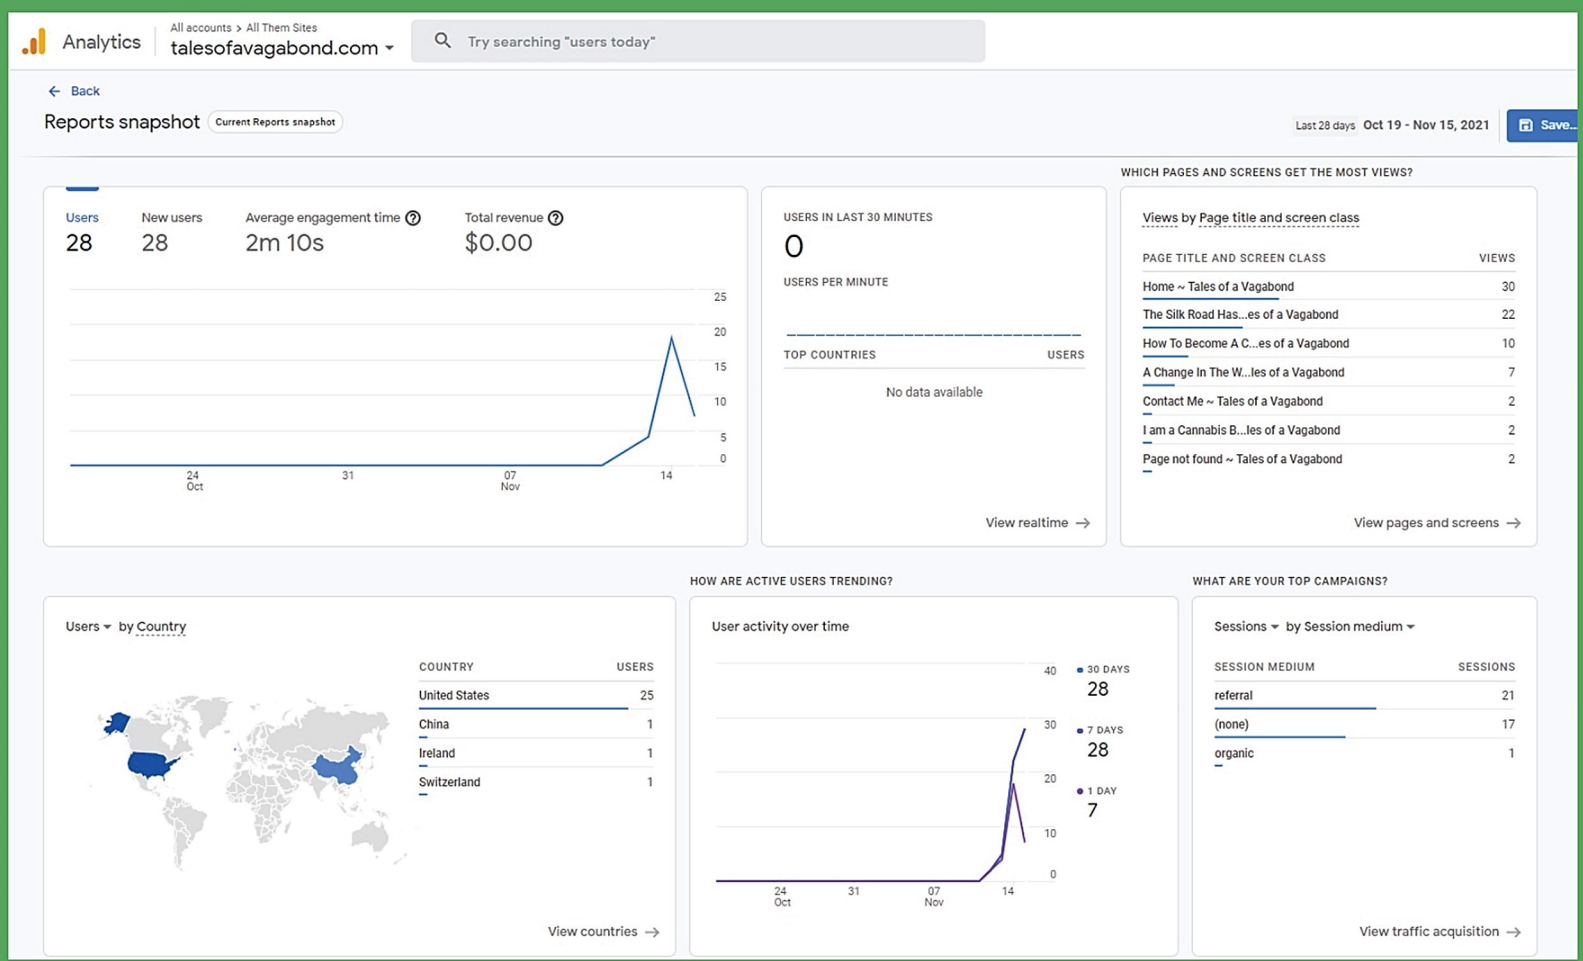 Analytics
All accounts > All Them Sites
talesofavagabond.com
Try searching "users today"
Back
Reports snapshot
Current Reports snapshot
Last 28 days Oct 19 - Nov 15, 2021
Save...
Users
28
New users
28
Average engagement time
2m 10s
Total revenue
$0.00
25
20
15
10
5
0
24
Oct
31
07
Nov
14
USERS IN LAST 30 MINUTES
0
USERS PER MINUTE
TOP COUNTRIES USERS
No data available
View realtime
WHICH PAGES AND SCREENS GET THE MOST VIEWS?
Views by Page title and screen class
PAGE TITLE AND SCREEN CLASS VIEWS
Home ~ Tales of a Vagabond 30
The Silk Road Has...es of a Vagabond 22
How To Become A C...es of a Vagabond 10
A Change In The W...les of a Vagabond 7
Contact Me ~ Tales of a Vagabond 2
I am a Cannabis B...les of a Vagabond 2
Page not found ~ Tales of a Vagabond 2
View pages and screens
Users by Country
COUNTRY USERS
United States 25
China 1
Ireland 1
Switzerland 1
View countries
HOW ARE ACTIVE USERS TRENDING?
User activity over time
40
30
20
10
0
24
Oct
31
07
Nov
14
30 DAYS
28
7 DAYS
28
1 DAY
7
WHAT ARE YOUR TOP CAMPAIGNS?
Sessions by Session medium
SESSION MEDIUM SESSIONS
referral 21
(none) 17
organic 1
View traffic acquisition